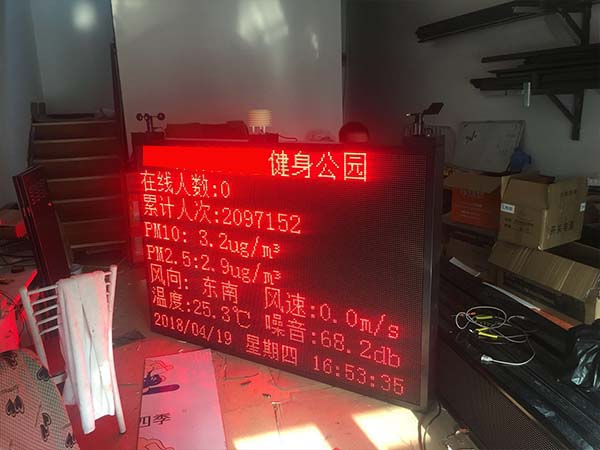 健身公园
在线人数:0
累计人次:2097152
PM10: 3.2ug/m³
PM2.5:2.9ug/m³
风向: 东南 风速:0.0m/s
温度:25.3℃ 噪音:68.2db
2018/04/19 星期四 16:53:35
四季